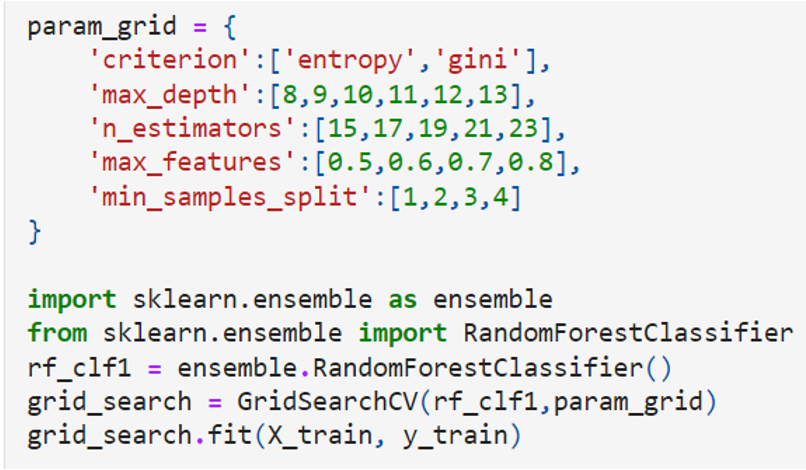 param_grid = {
    'criterion':['entropy','gini'],
    'max_depth':[8,9,10,11,12,13],
    'n_estimators':[15,17,19,21,23],
    'max_features':[0.5,0.6,0.7,0.8],
    'min_samples_split':[1,2,3,4]
}
import sklearn.ensemble as ensemble
from sklearn.ensemble import RandomForestClassifier
rf_clf1 = ensemble.RandomForestClassifier()
grid_search = GridSearchCV(rf_clf1,param_grid)
grid_search.fit(X_train, y_train)